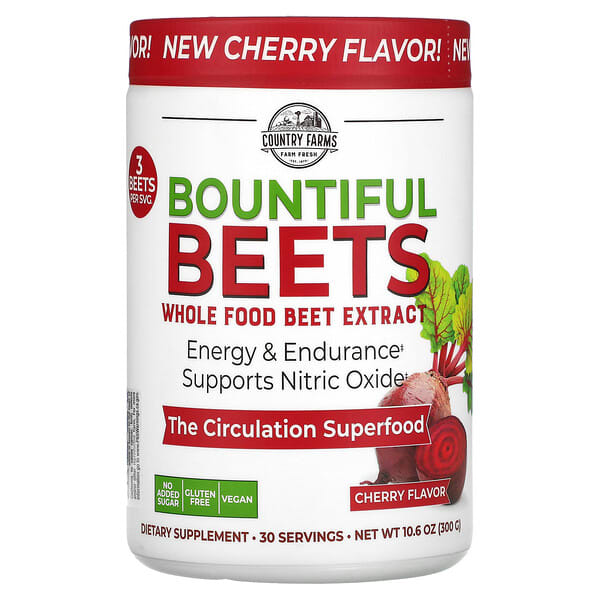 VOR! NEW CHERRY FLAVOR! NEW
COUNTRY FARMS
FARM FRESH
3
BEETS
PER SVG.
BOUNTIFUL
BEETS
WHOLE FOOD BEET EXTRACT
Energy & Endurance‡
Supports Nitric Oxide‡
The Circulation Superfood
NO
ADDED
SUGAR
GLUTEN
FREE
VEGAN
CHERRY FLAVOR
DIETARY SUPPLEMENT • 30 SERVINGS • NET WT 10.6 OZ (300 G)